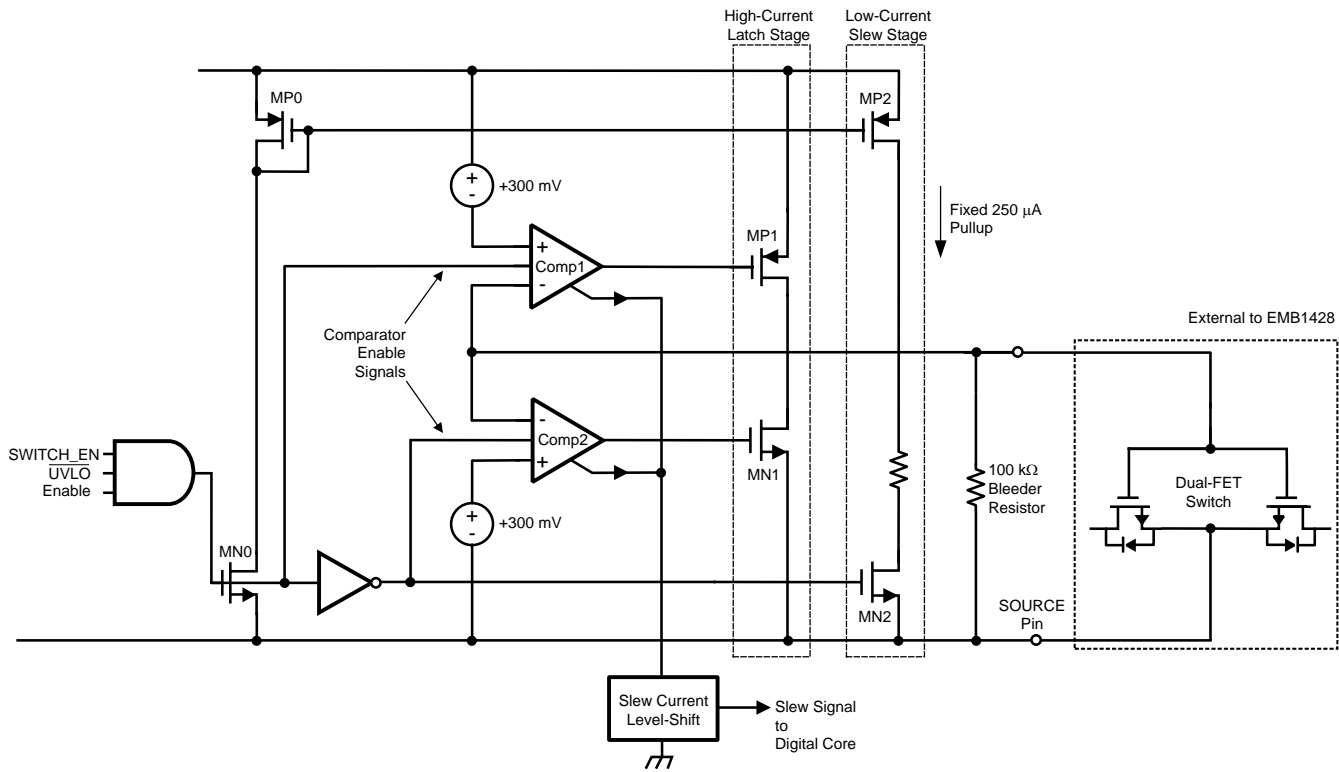 High-Current
Latch Stage
Low-Current
Slew Stage
MP0
MP2
+
-
+300 mV
Fixed 250 μA
Pullup
MP1
+
Comp1
-
External to EMB1428
Comparator
Enable
Signals
-
Comp2
+
MN1
SWITCH_EN
UVLO
Enable
100 kΩ
Bleeder
Resistor
Dual-FET
Switch
+
-
+300 mV
MN0
MN2
SOURCE
Pin
Slew Current
Level-Shift
Slew Signal
to
Digital Core